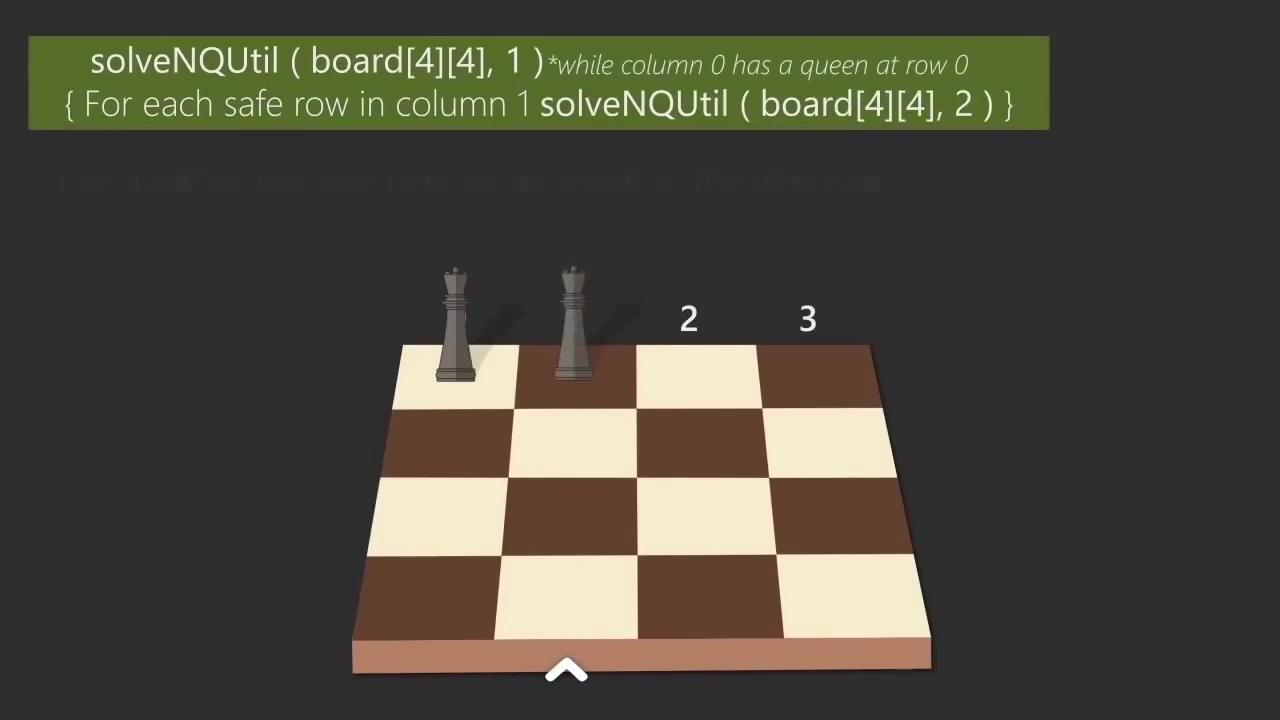 solveNQUtil ( board[4][4], 1 )*while column 0 has a queen at row 0
{ For each safe row in column 1 solveNQUtil ( board[4][4], 2 ) }
2 3